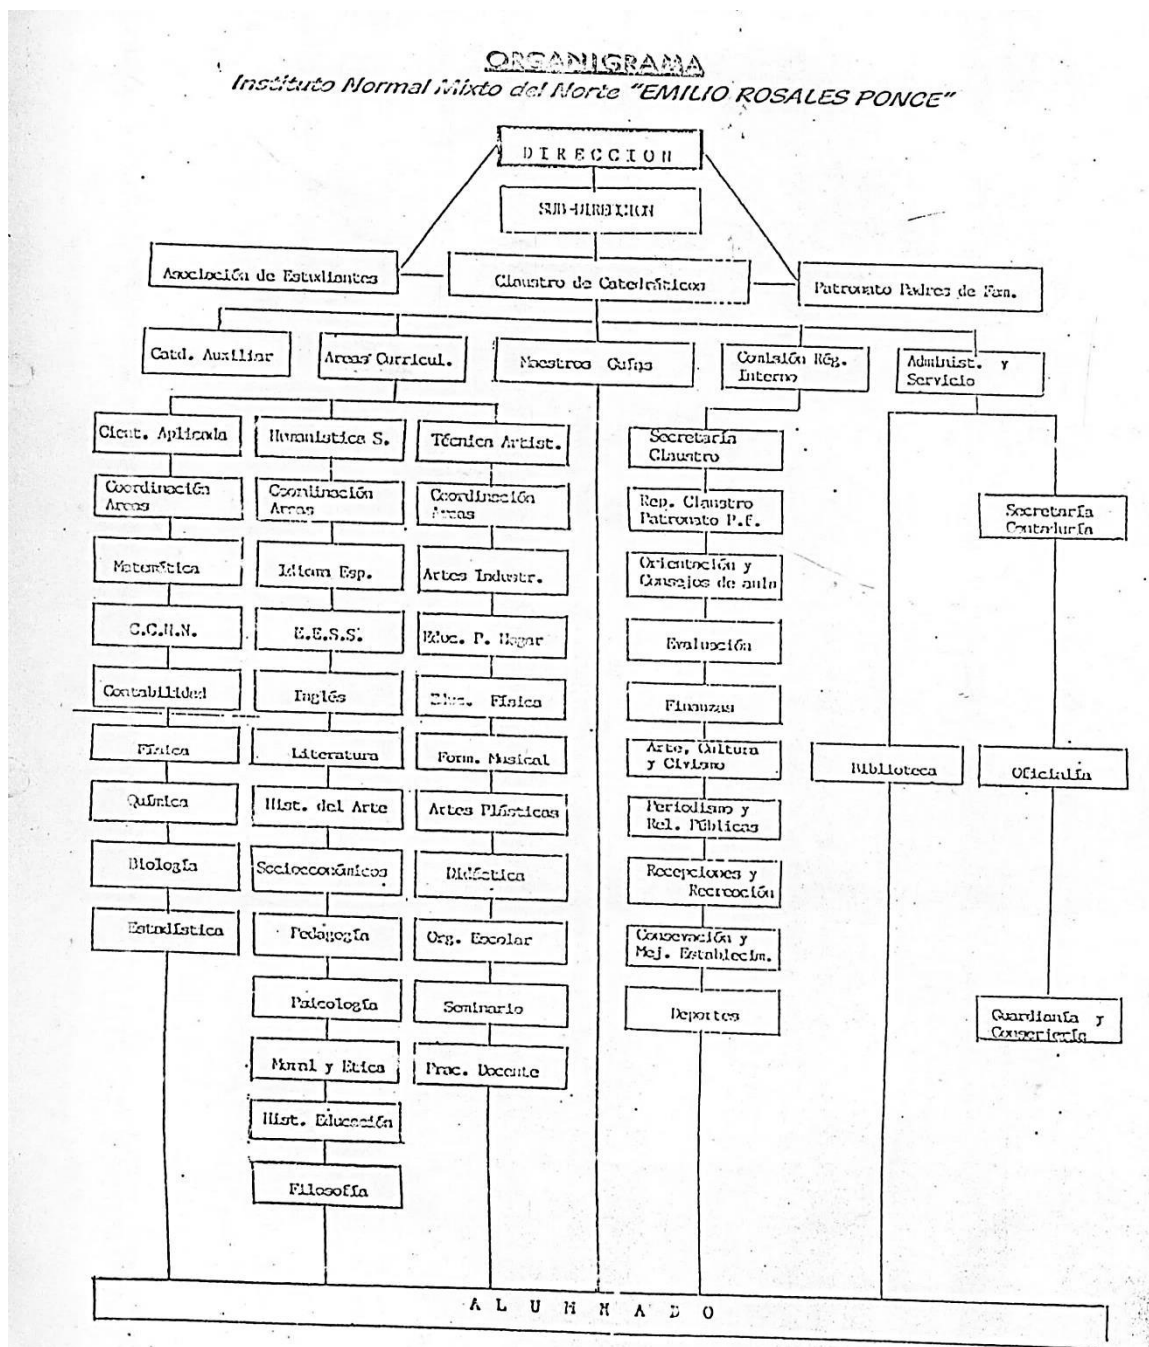 ORGANIGRAMA
Instituto Normal Mixto del Norte "EMILIO ROSALES PONCE"
DIRECCION
SUB-DIRECCION
Asociación de Estudiantes
Claustro de Catedráticos
Patronato Padres de Fam.
Catd. Auxiliar
Areas Curricul.
Maestros Guías
Comisión Rég.
Interno
Administ. y
Servicio
Cient. Aplicada
Humanística S.
Técnica Artist.
Secretaría
Claustro
Coordinación
Areas
Coordinación
Areas
Coordinación
Areas
Rep. Claustro
Patronato P.F.
Secretaría
Contaduría
Matemática
Idioma Esp.
Artes Industr.
Orientación y
Consejos de aula
C.C.N.N.
E.E.S.S.
Educ. P. Hogar
Evaluación
Contabilidad
Inglés
Educ. Física
Finanzas
Física
Literatura
Form. Musical
Arte, Cultura
y Civismo
Biblioteca
Oficialía
Química
Hist. del Arte
Artes Plásticas
Periodismo y
Rel. Públicas
Biología
Socioeconómicos
Didáctica
Recepciones y
Recreación
Estadística
Pedagogía
Org. Escolar
Conservación y
Mej. Establecim.
Psicología
Seminario
Deportes
Guardianía y
Conserjería
Moral y Etica
Prac. Docente
Hist. Educación
Filosofía
ALUMNADO